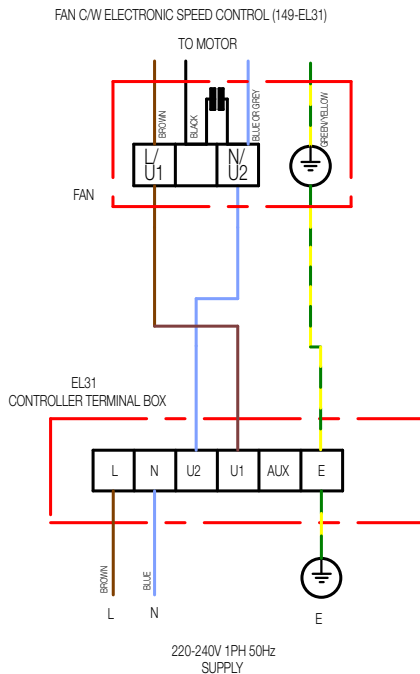 FAN C/W ELECTRONIC SPEED CONTROL (149-EL31)
TO MOTOR
BROWN
BLACK
BLUE OR GREY
GREEN/YELLOW
L/
U1
N/
U2
FAN
EL31
CONTROLLER TERMINAL BOX
L N U2 U1 AUX E
BROWN
BLUE
L N E
220-240V 1PH 50Hz
SUPPLY